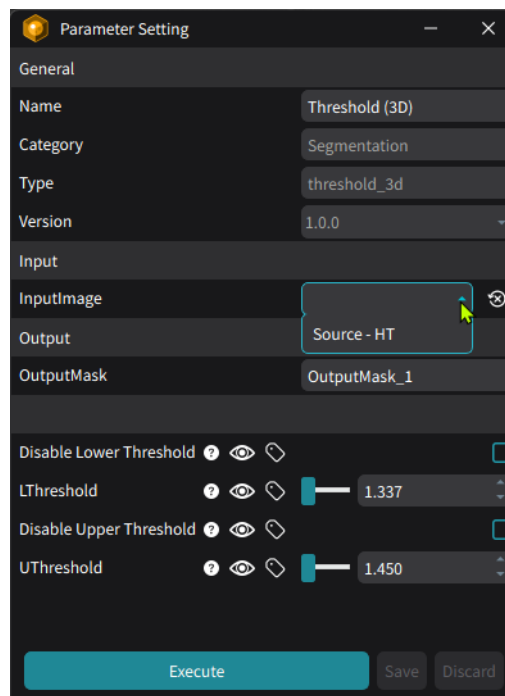 Parameter Setting
General
Name Threshold (3D)
Category Segmentation
Type threshold_3d
Version 1.0.0
Input
InputImage
Source - HT
Output
OutputMask OutputMask_1
Disable Lower Threshold ?
LThreshold ? 1.337
Disable Upper Threshold ?
UThreshold ? 1.450
Execute Save Discard